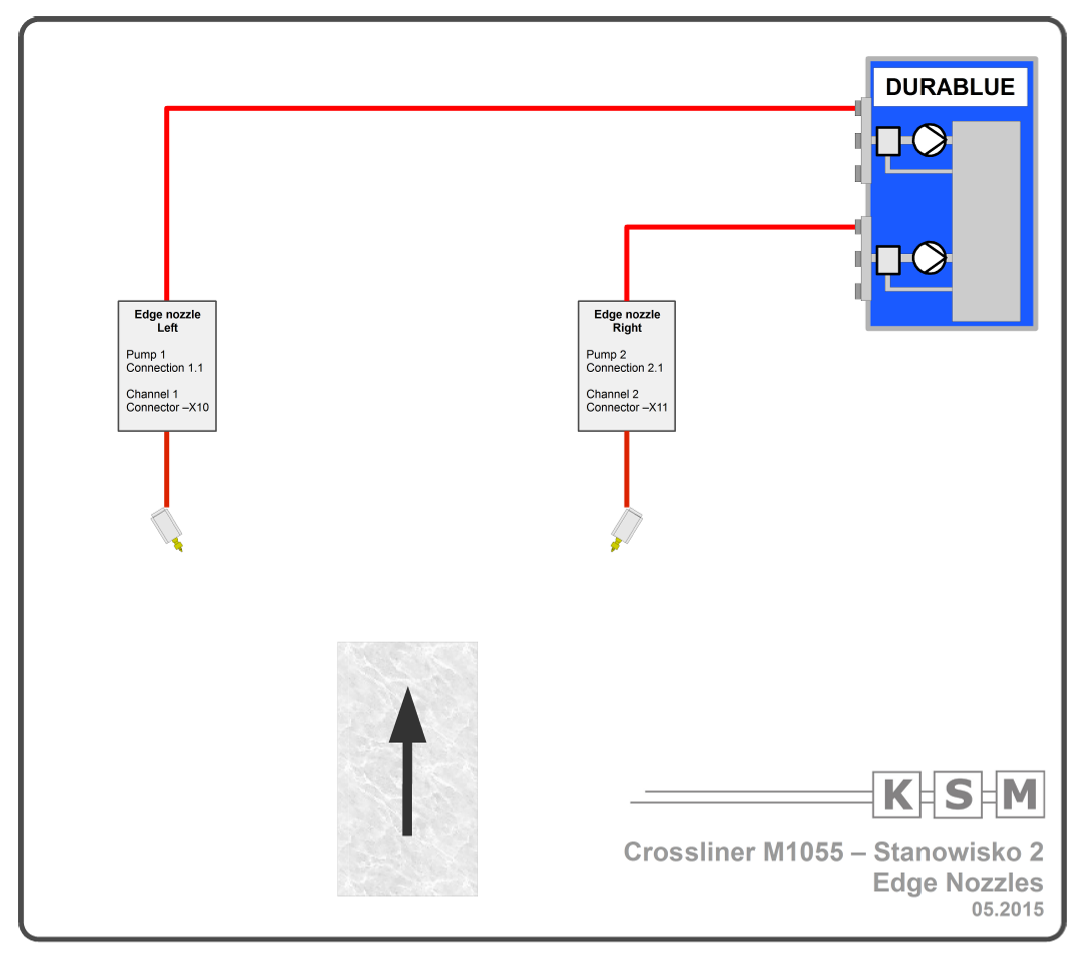 DURABLUE
Edge nozzle
Left
Pump 1
Connection 1.1
Channel 1
Connector –X10
Edge nozzle
Right
Pump 2
Connection 2.1
Channel 2
Connector –X11
K S M
Crossliner M1055 – Stanowisko 2
Edge Nozzles
05.2015